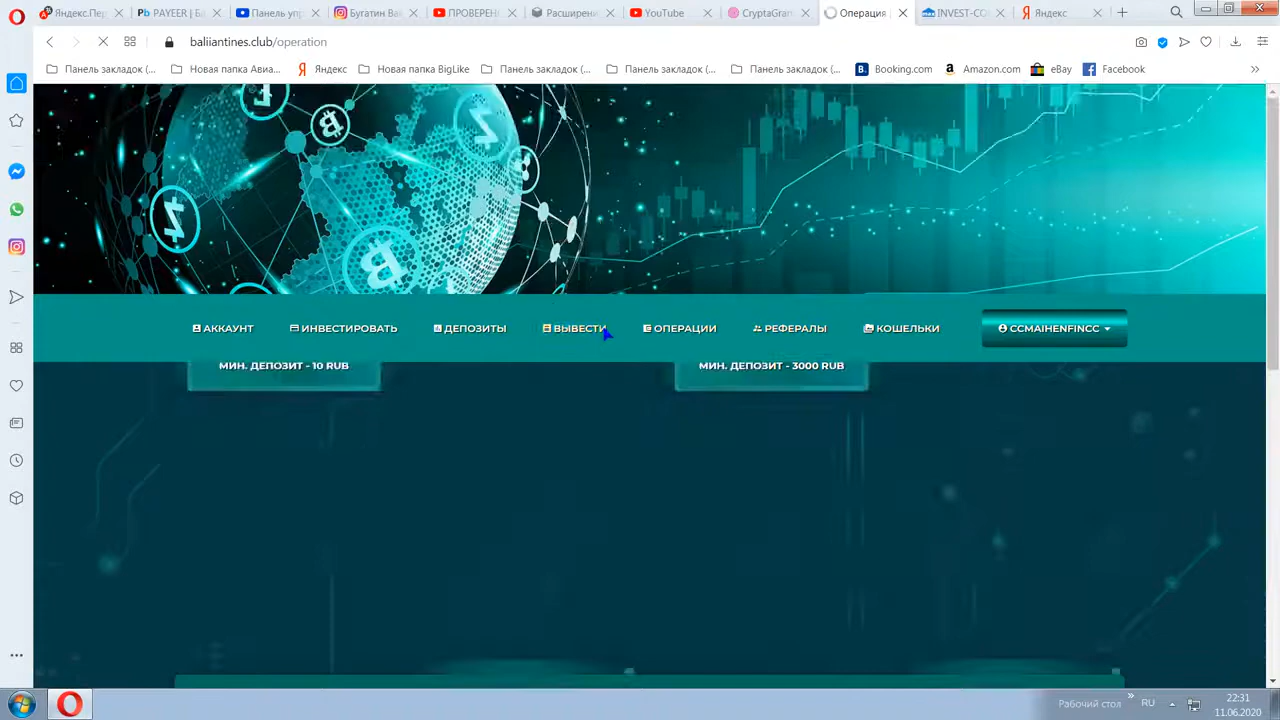 Яндекс.Пер
PAYEER | Б
Панель упр
Бугатин Ва
ПРОВЕРЕН
Расширени
YouTube
CryptaGram
Операция
INVEST-CO
Яндекс
baliiantines.club/operation
Панель закладок (...
Новая папка Авиа...
Яндекс
Новая папка BigLike
Панель закладок (...
Панель закладок (...
Панель закладок (...
Booking.com
Amazon.com
eBay
Facebook
АККАУНТ
ИНВЕСТИРОВАТЬ
ДЕПОЗИТЫ
ВЫВЕСТИ
ОПЕРАЦИИ
РЕФЕРАЛЫ
КОШЕЛЬКИ
CCMAIHENFINCC
МИН. ДЕПОЗИТ - 10 RUB
МИН. ДЕПОЗИТ - 3000 RUB
Рабочий стол
RU
22:31
11.06.2020